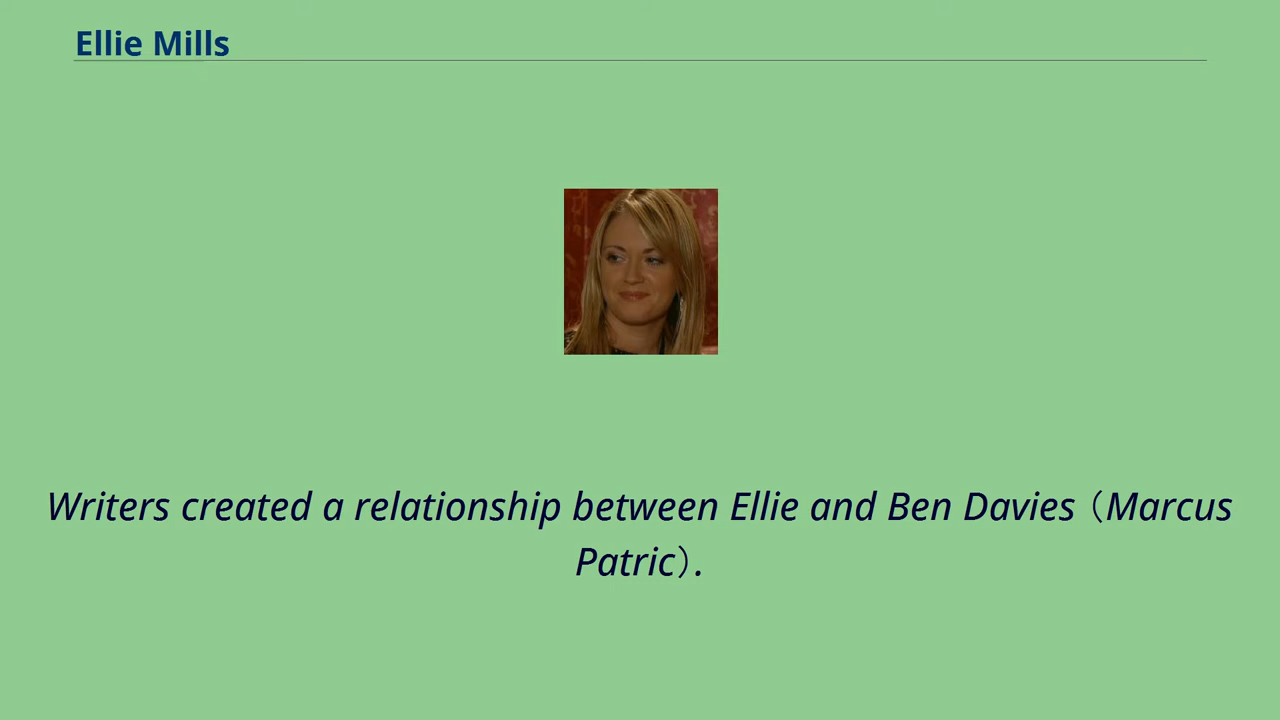 Ellie Mills
Writers created a relationship between Ellie and Ben Davies（Marcus
Patric）.